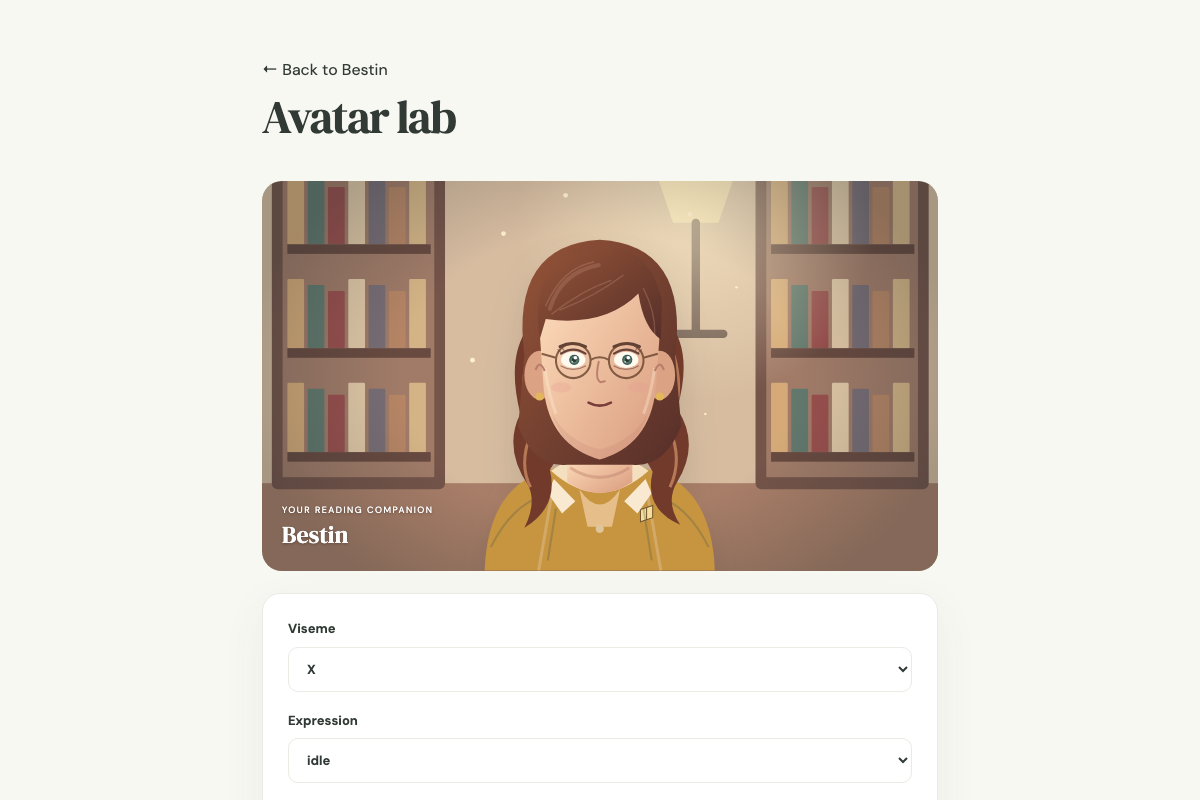 ← Back to Bestin
Avatar lab
YOUR READING COMPANION
Bestin
Viseme
X
Expression
idle